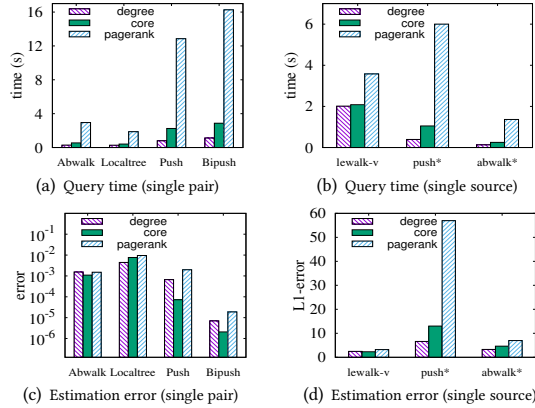 degree
core
pagerank
time (s)
16
12
8
4
0
Abwalk Localtree Push Bipush
(a) Query time (single pair)
degree
core
pagerank
time (s)
6
4
2
0
lewalk-v push* abwalk*
(b) Query time (single source)
degree
core
pagerank
error
10-1
10-2
10-3
10-4
10-5
10-6
Abwalk Localtree Push Bipush
(c) Estimation error (single pair)
degree
core
pagerank
L1-error
60
50
40
30
20
10
0
lewalk-v push* abwalk*
(d) Estimation error (single source)